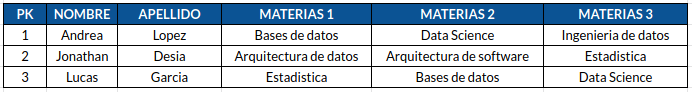 PK NOMBRE APELLIDO MATERIAS 1 MATERIAS 2 MATERIAS 3
1 Andrea Lopez Bases de datos Data Science Ingenieria de datos
2 Jonathan Desia Arquitectura de datos Arquitectura de software Estadistica
3 Lucas Garcia Estadistica Bases de datos Data Science